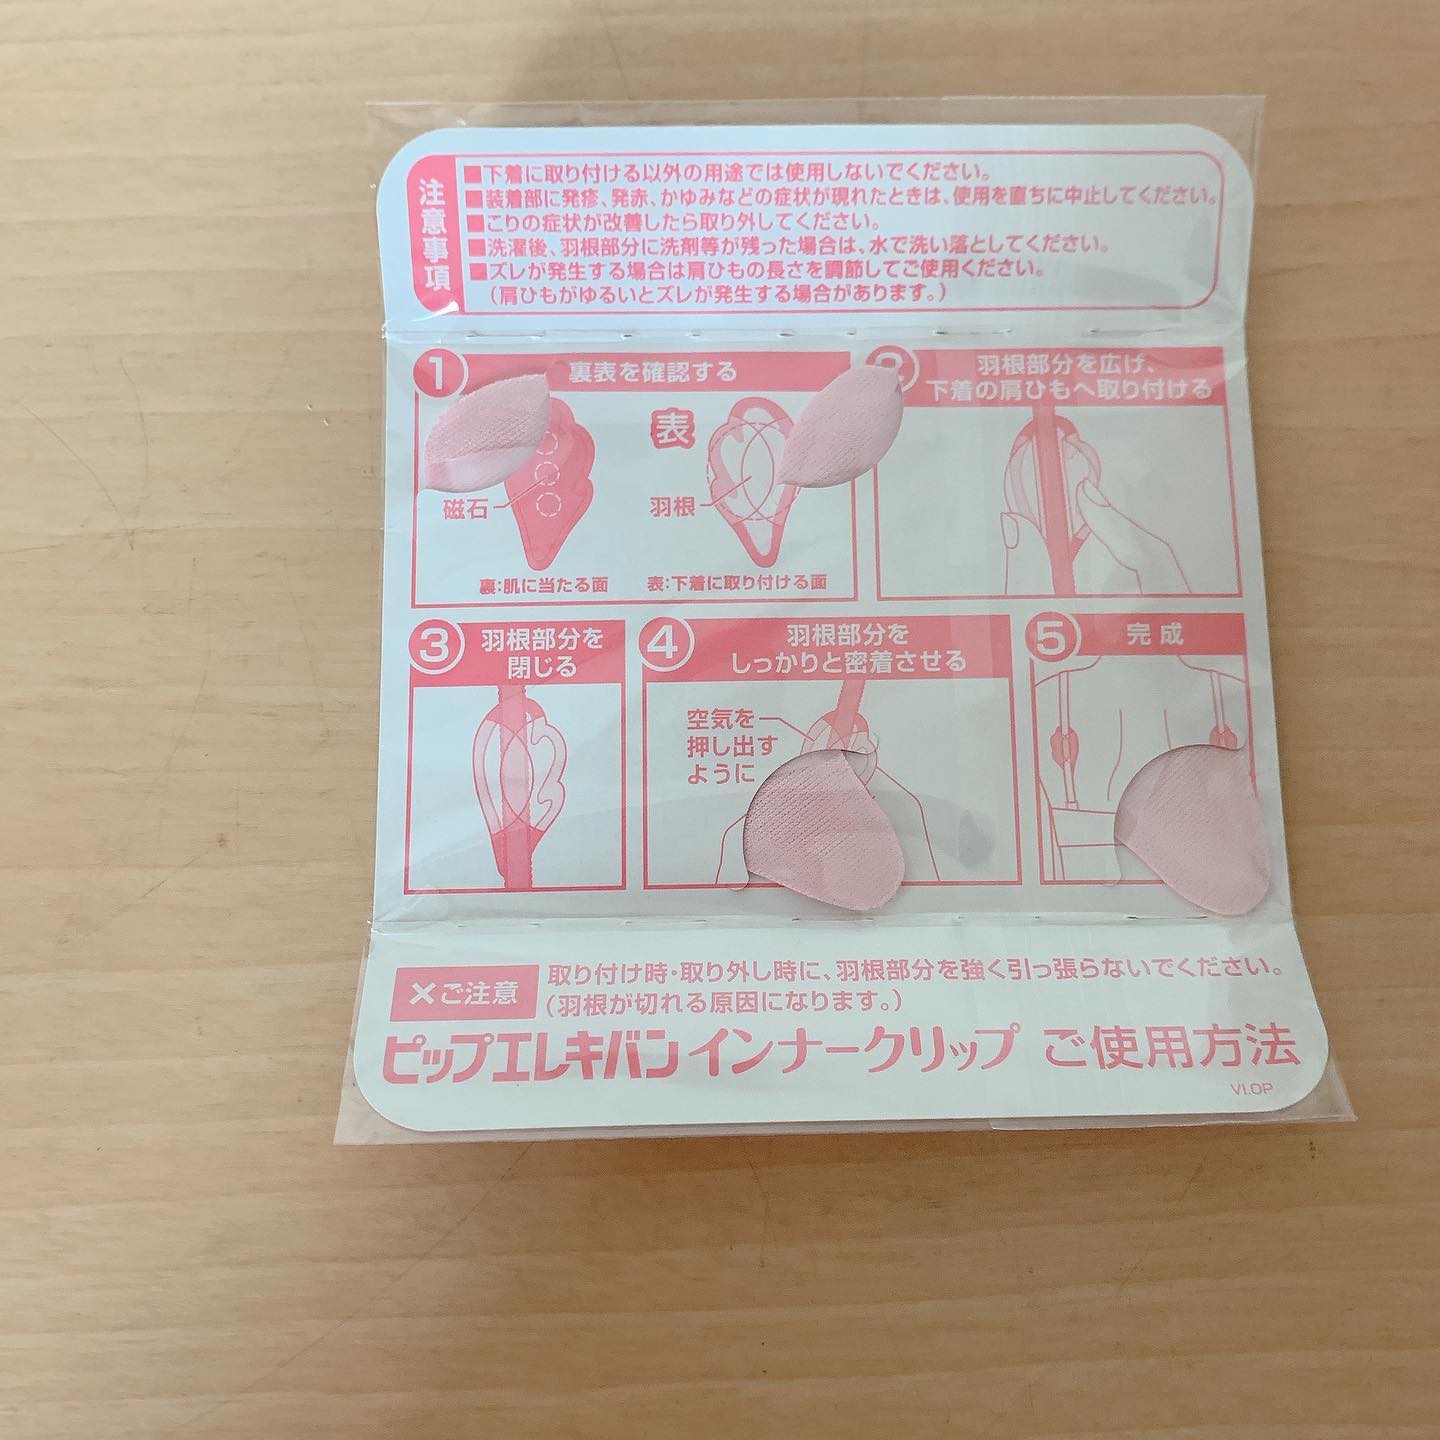 注意事項
■下着に取り付ける以外の用途では使用しないでください。
■装着部に発疹、発赤、かゆみなどの症状が現れたときは、使用を直ちに中止してください。
■こりの症状が改善したら取り外してください。
■洗濯後、羽根部分に洗剤等が残った場合は、水で洗い落としてください。
■ズレが発生する場合は肩ひもの長さを調節してご使用ください。
(肩ひもがゆるいとズレが発生する場合があります。)
1 裏表を確認する
表
磁石
羽根
裏:肌に当たる面
表:下着に取り付ける面
2 羽根部分を広げ、
下着の肩ひもへ取り付ける
3 羽根部分を
閉じる
4 羽根部分を
しっかりと密着させる
空気を
押し出す
ように
5 完成
×ご注意
取り付け時・取り外し時に、羽根部分を強く引っ張らないでください。
(羽根が切れる原因になります。)
ピップエレキバン インナークリップ ご使用方法
VI.OP